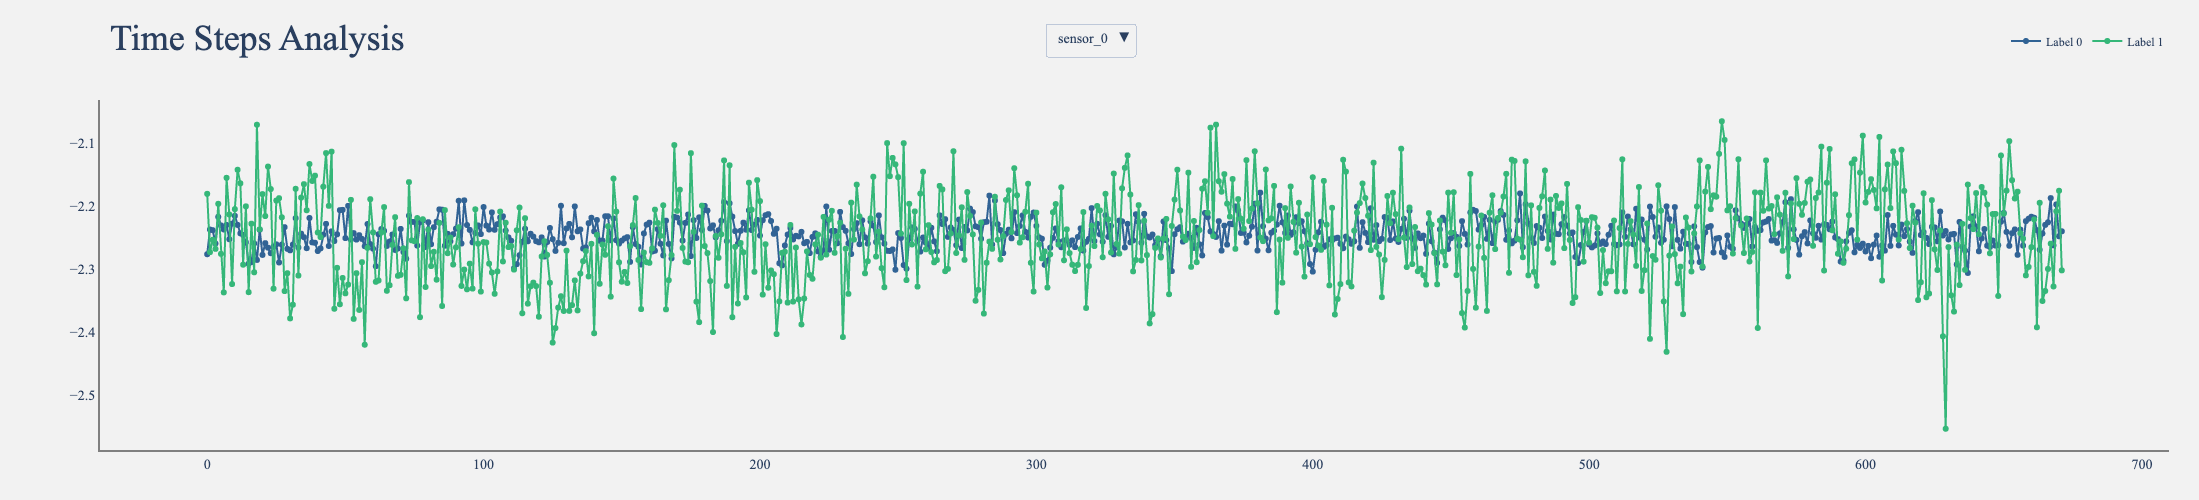 Time Steps Analysis
sensor_0 ▼
Label 0
Label 1
−2.1
−2.2
−2.3
−2.4
−2.5
0 100 200 300 400 500 600 700